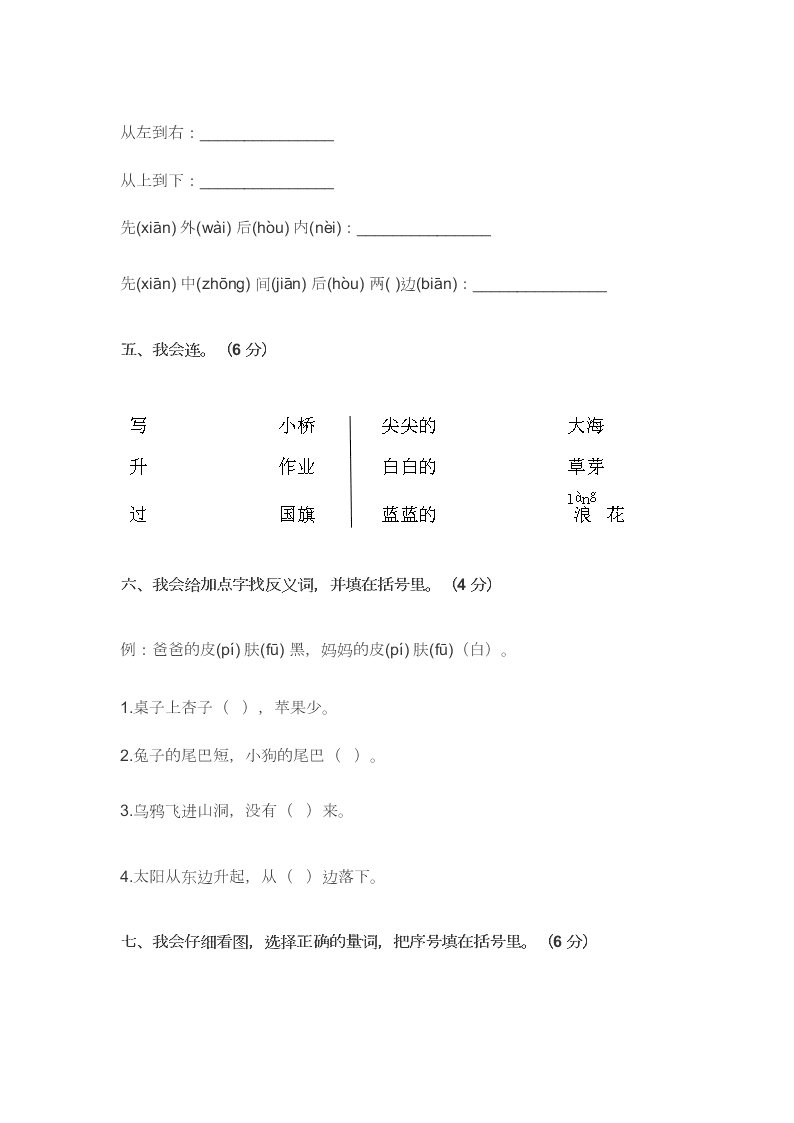 从左到右：_______________
从上到下：_______________
先(xiān) 外(wài) 后(hòu) 内(nèi)：_______________
先(xiān) 中(zhōng) 间(jiān) 后(hòu) 两( )边(biān)：_______________
五、我会连。（6 分）
写 小桥 尖尖的 大海
升 作业 白白的 草芽
làng
过 国旗 蓝蓝的 浪 花
六、我会给加点字找反义词，并填在括号里。（4 分）
例：爸爸的皮(pí) 肤(fū) 黑，妈妈的皮(pí) 肤(fū)（白）。
1.桌子上杏子（ ），苹果少。
2.兔子的尾巴短，小狗的尾巴（ ）。
3.乌鸦飞进山洞，没有（ ）来。
4.太阳从东边升起，从（ ）边落下。
七、我会仔细看图，选择正确的量词，把序号填在括号里。（6 分）